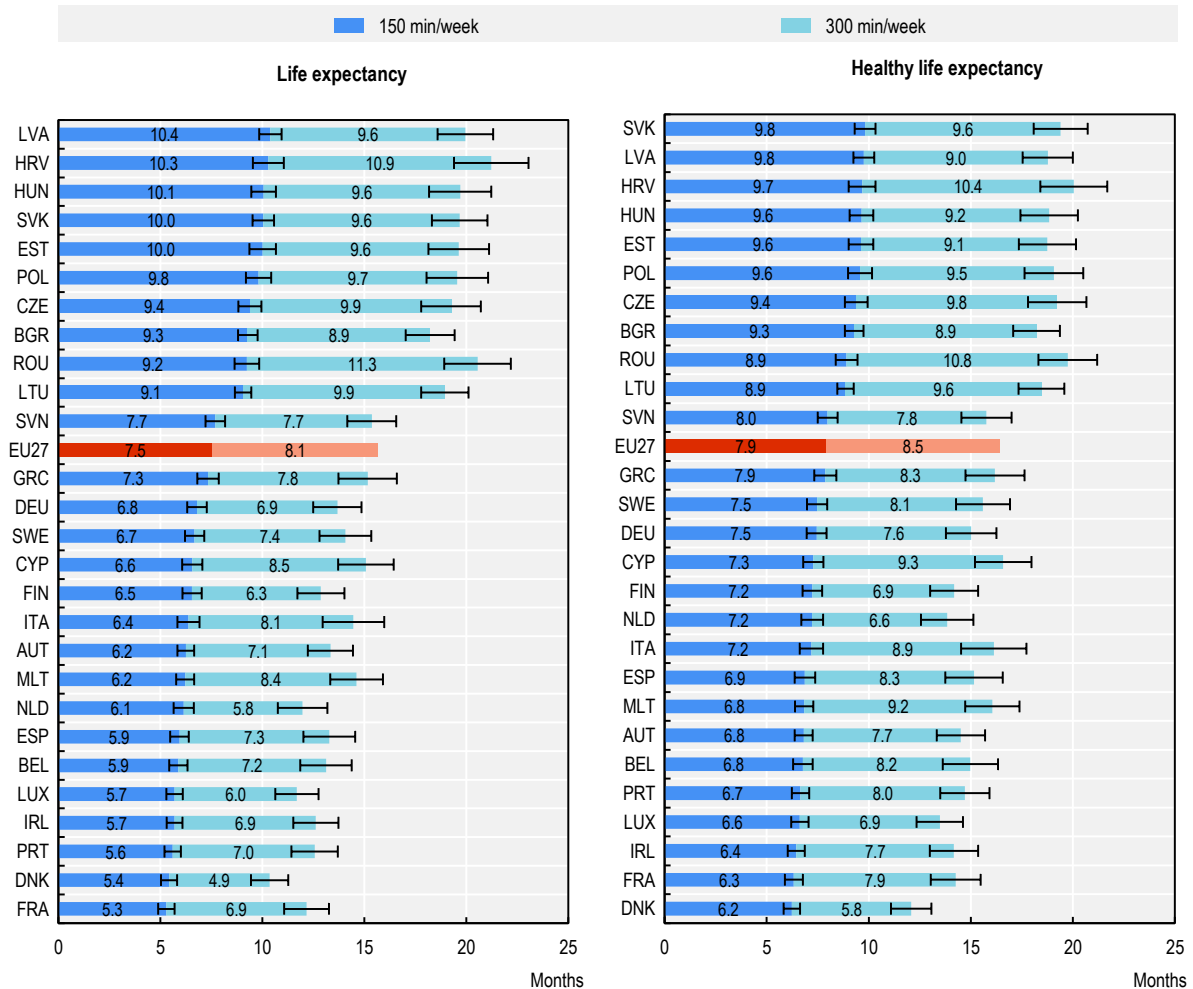 150 min/week 300 min/week
Life expectancy
LVA 10.4 9.6
HRV 10.3 10.9
HUN 10.1 9.6
SVK 10.0 9.6
EST 10.0 9.6
POL 9.8 9.7
CZE 9.4 9.9
BGR 9.3 8.9
ROU 9.2 11.3
LTU 9.1 9.9
SVN 7.7 7.7
EU27 7.5 8.1
GRC 7.3 7.8
DEU 6.8 6.9
SWE 6.7 7.4
CYP 6.6 8.5
FIN 6.5 6.3
ITA 6.4 8.1
AUT 6.2 7.1
MLT 6.2 8.4
NLD 6.1 5.8
ESP 5.9 7.3
BEL 5.9 7.2
LUX 5.7 6.0
IRL 5.7 6.9
PRT 5.6 7.0
DNK 5.4 4.9
FRA 5.3 6.9
0 5 10 15 20 25
Months
Healthy life expectancy
SVK 9.8 9.6
LVA 9.8 9.0
HRV 9.7 10.4
HUN 9.6 9.2
EST 9.6 9.1
POL 9.6 9.5
CZE 9.4 9.8
BGR 9.3 8.9
ROU 8.9 10.8
LTU 8.9 9.6
SVN 8.0 7.8
EU27 7.9 8.5
GRC 7.9 8.3
SWE 7.5 8.1
DEU 7.5 7.6
CYP 7.3 9.3
FIN 7.2 6.9
NLD 7.2 6.6
ITA 7.2 8.9
ESP 6.9 8.3
MLT 6.8 9.2
AUT 6.8 7.7
BEL 6.8 8.2
PRT 6.7 8.0
LUX 6.6 6.9
IRL 6.4 7.7
FRA 6.3 7.9
DNK 6.2 5.8
0 5 10 15 20 25
Months